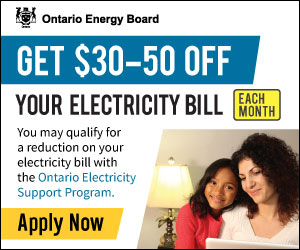 Ontario Energy Board
GET $30–50 OFF
YOUR ELECTRICITY BILL
EACH
MONTH
You may qualify for
a reduction on your
electricity bill with
the Ontario Electricity
Support Program.
Apply Now